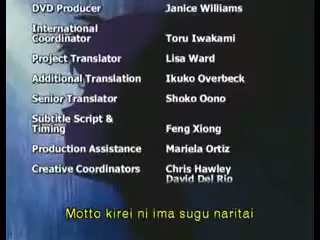 DVD Producer Janice Williams
International
Coordinator Toru Iwakami
Project Translator Lisa Ward
Additional Translation Ikuko Overbeck
Senior Translator Shoko Oono
Subtitle Script &
Timing Feng Xiong
Production Assistance Mariela Ortiz
Creative Coordinators Chris Hawley
David Del Rio
Motto kirei ni ima sugu naritai